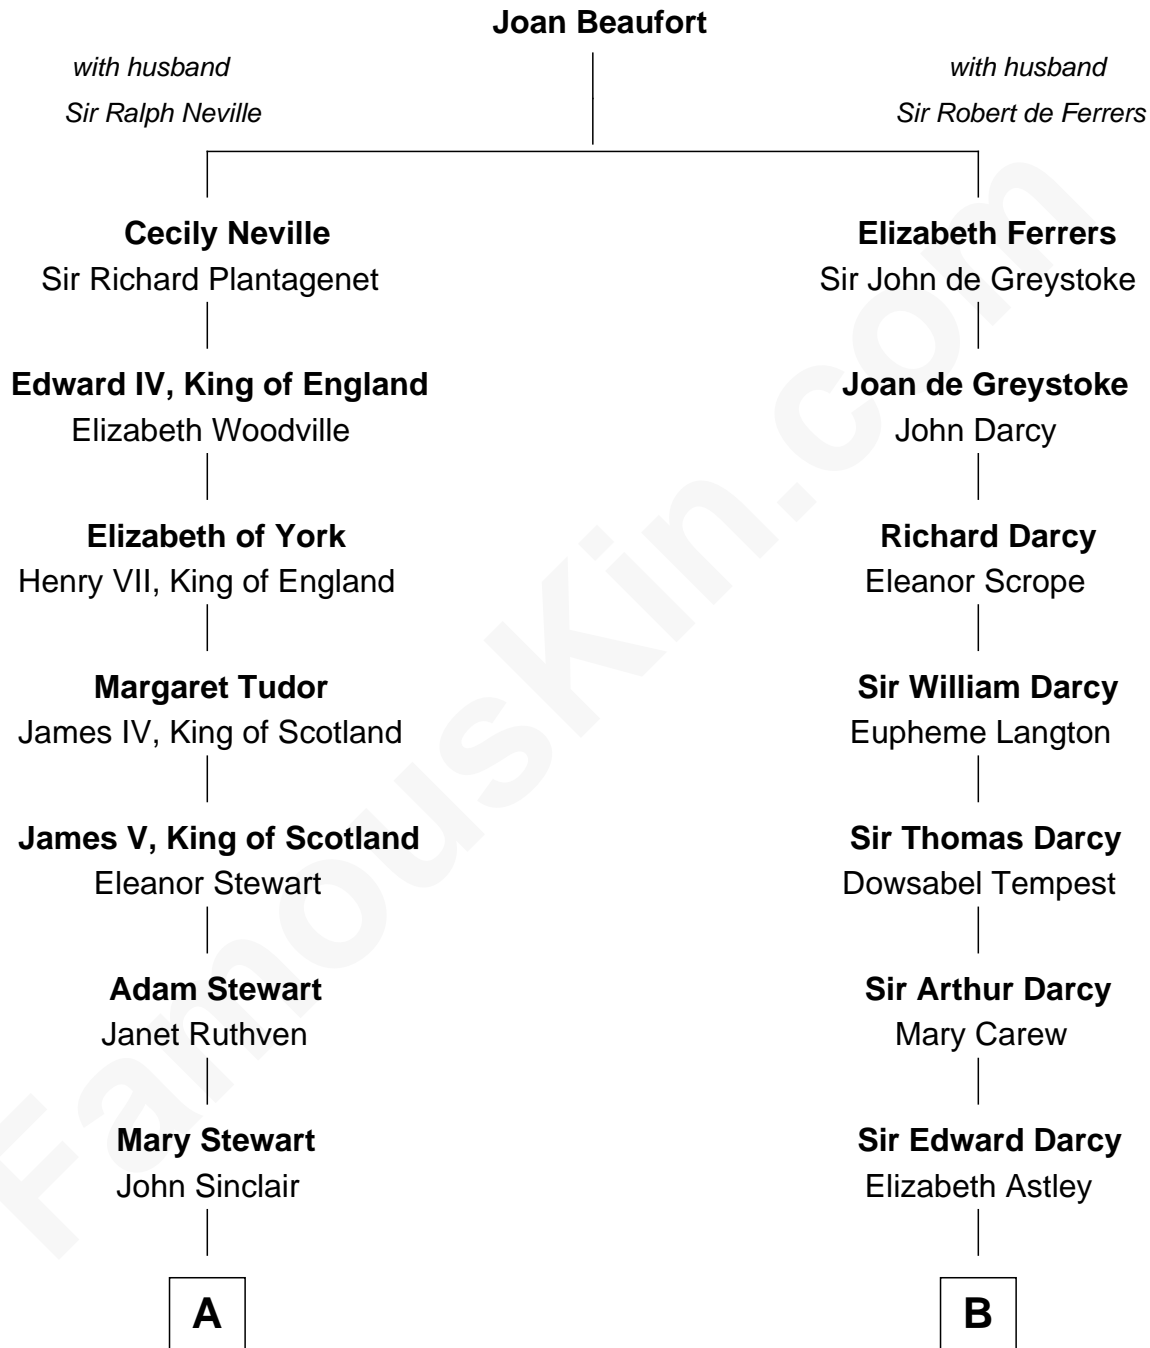 Joan Beaufort
with husband
Sir Ralph Neville
with husband
Sir Robert de Ferrers
Cecily Neville
Sir Richard Plantagenet
Elizabeth Ferrers
Sir John de Greystoke
Edward IV, King of England
Elizabeth Woodville
Joan de Greystoke
John Darcy
Elizabeth of York
Henry VII, King of England
Richard Darcy
Eleanor Scrope
Margaret Tudor
James IV, King of Scotland
Sir William Darcy
Eupheme Langton
James V, King of Scotland
Eleanor Stewart
Sir Thomas Darcy
Dowsabel Tempest
Adam Stewart
Janet Ruthven
Sir Arthur Darcy
Mary Carew
Mary Stewart
John Sinclair
Sir Edward Darcy
Elizabeth Astley
A
B
FamousKin.com